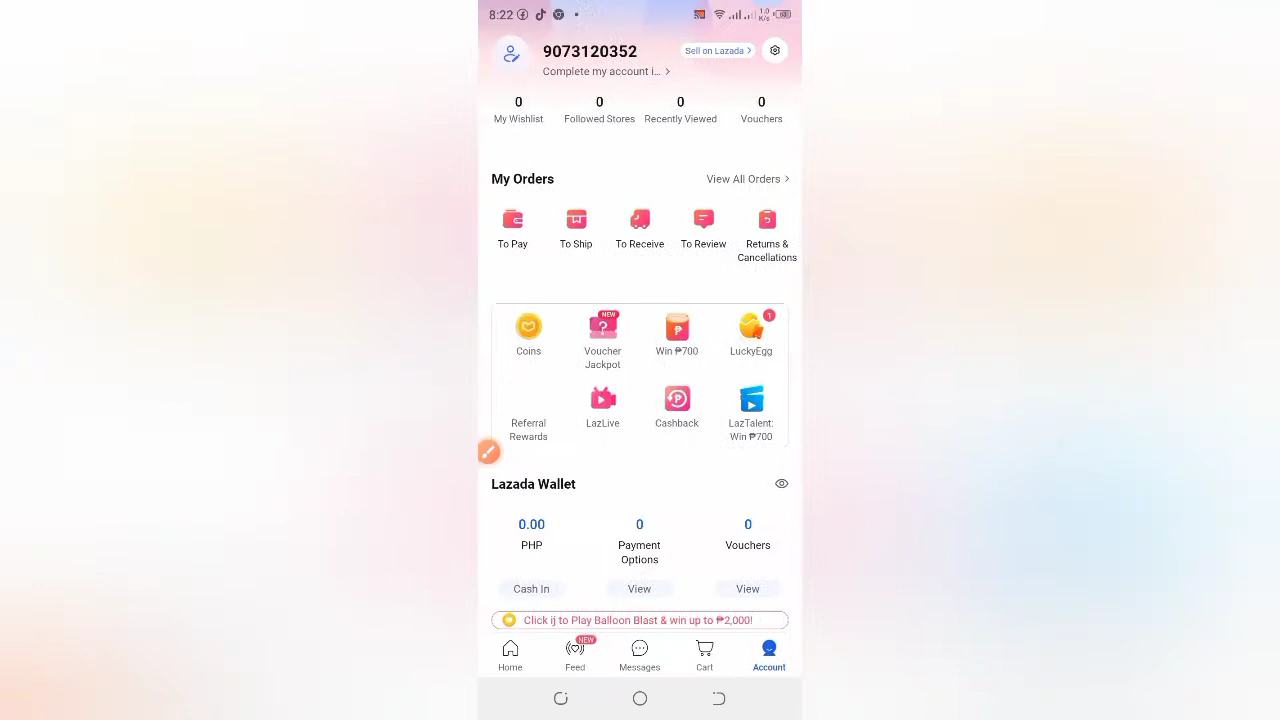 8:22
1.0
K/s
9073120352
Sell on Lazada >
Complete my account i... >
0 0 0 0
My Wishlist Followed Stores Recently Viewed Vouchers
My Orders View All Orders >
To Pay To Ship To Receive To Review Returns &
Cancellations
NEW 1
Coins Voucher Win ₱700 LuckyEgg
Jackpot
Referral LazLive Cashback LazTalent:
Rewards Win ₱700
Lazada Wallet
0.00 0 0
PHP Payment Vouchers
Options
Cash In View View
Click ij to Play Balloon Blast & win up to ₱2,000!
NEW
Home Feed Messages Cart Account